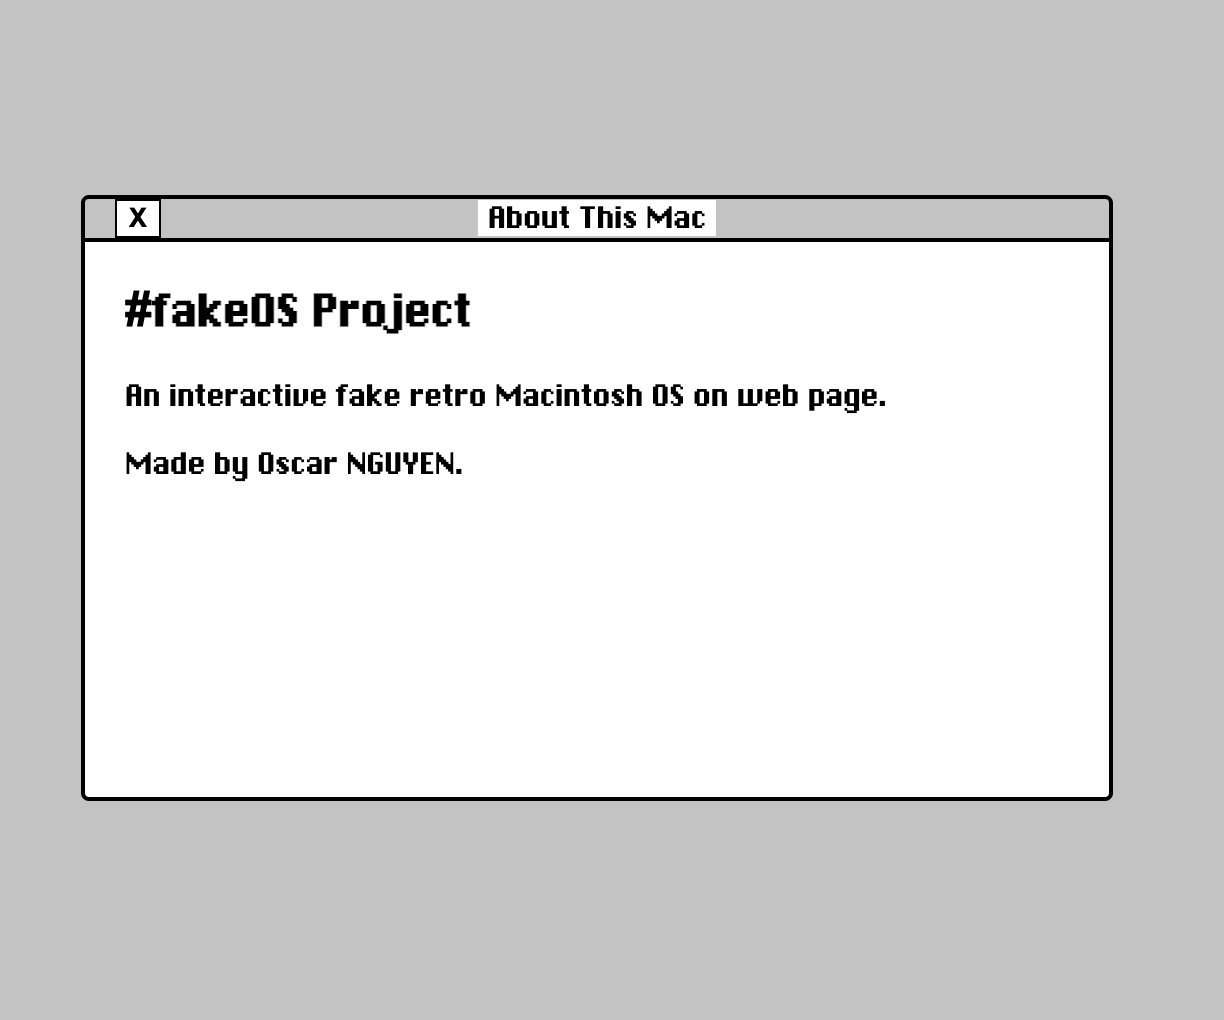 X
About This Mac
#fakeOS Project
An interactive fake retro Macintosh OS on web page.
Made by Oscar NGUYEN.